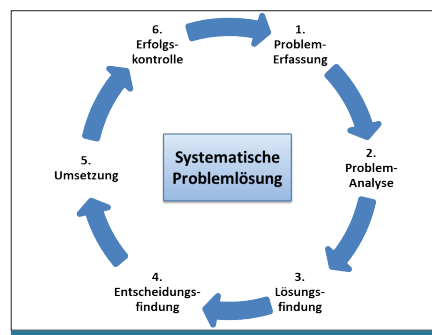 6.
Erfolgs-
kontrolle
1.
Problem-
Erfassung
2.
Problem-
Analyse
3.
Lösungs-
findung
4.
Entscheidungs-
findung
5.
Umsetzung
Systematische
Problemlösung